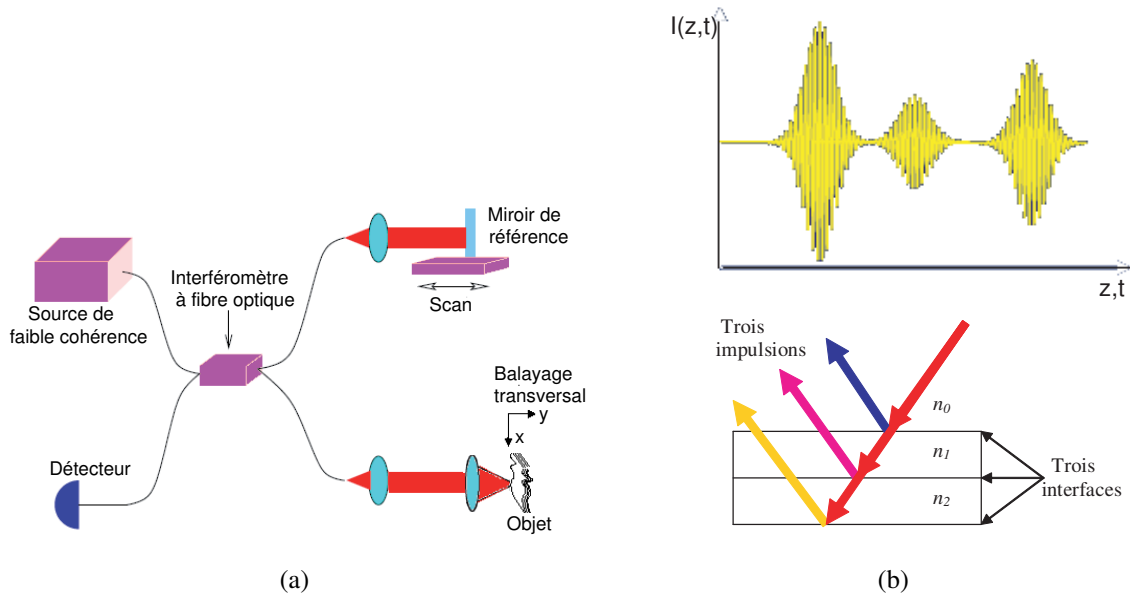 Source de
faible cohérence
Interféromètre
à fibre optique
Miroir de
référence
Scan
Balayage
transversal
y
x
Détecteur
Objet
(a)
I(z,t)
z,t
Trois
impulsions
n0
n1
n2
Trois
interfaces
(b)